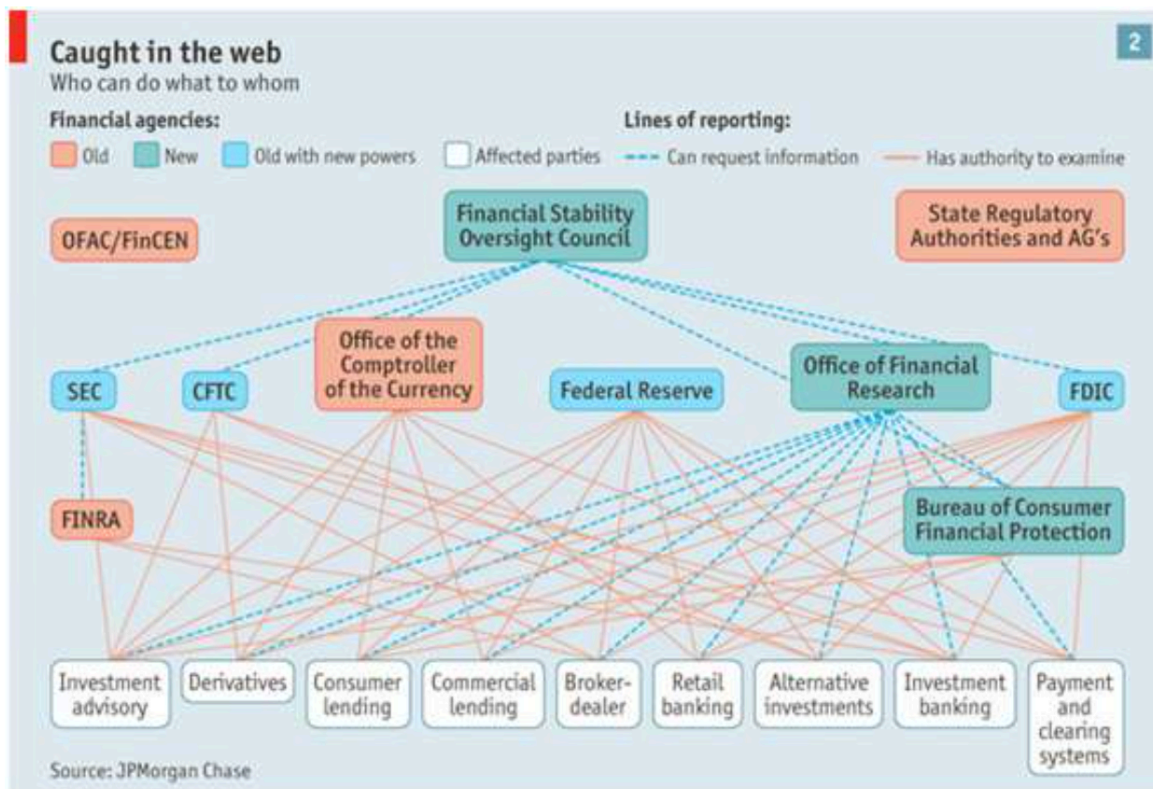 Caught in the web
2
Who can do what to whom
Financial agencies:
Lines of reporting:
Old
New
Old with new powers
Affected parties
Can request information
Has authority to examine
OFAC/FinCEN
Financial Stability
Oversight Council
State Regulatory
Authorities and AG's
SEC
CFTC
Office of the
Comptroller
of the Currency
Federal Reserve
Office of Financial
Research
FDIC
FINRA
Bureau of Consumer
Financial Protection
Investment
advisory
Derivatives
Consumer
lending
Commercial
lending
Broker-
dealer
Retail
banking
Alternative
investments
Investment
banking
Payment
and
clearing
systems
Source: JPMorgan Chase